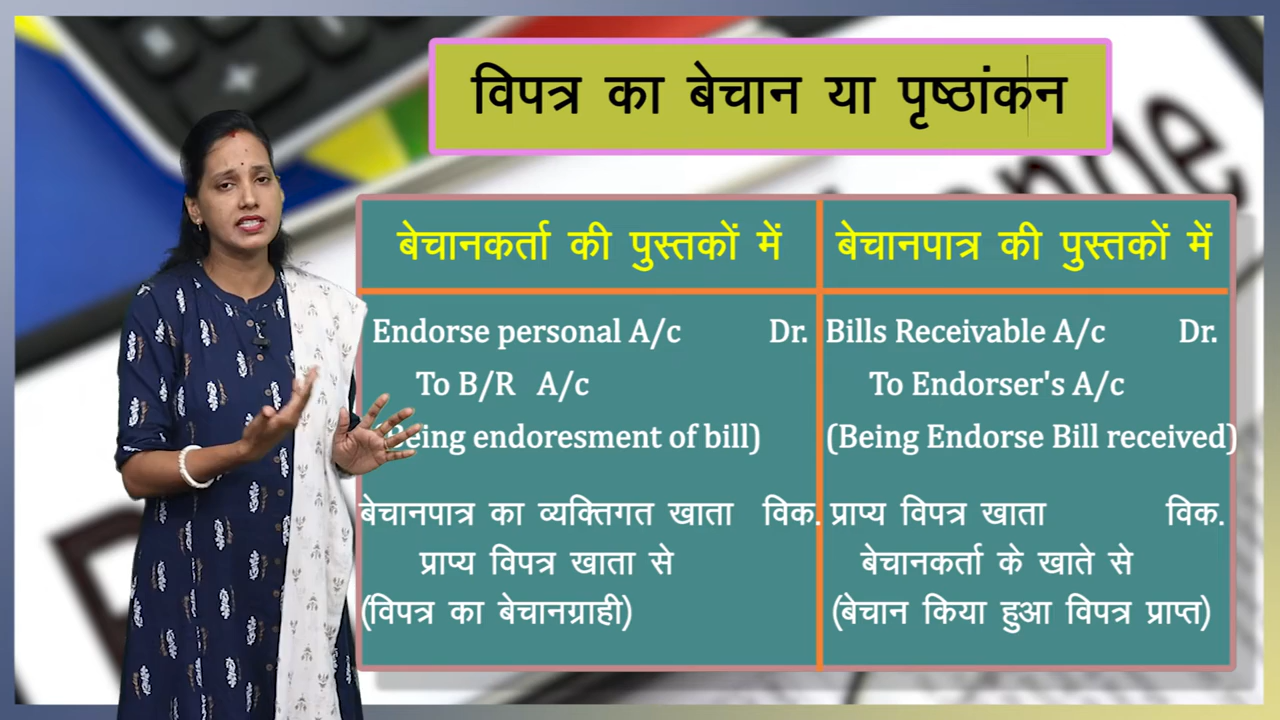 विपत्र का बेचान या पृष्ठांकन
बेचानकर्ता की पुस्तकों में
Endorse personal A/c Dr.
To B/R A/c
Being endoresment of bill)
बेचानपात्र का व्यक्तिगत खाता विक.
प्राप्य विपत्र खाता से
(विपत्र का बेचानग्राही)
बेचानपात्र की पुस्तकों में
Bills Receivable A/c Dr.
To Endorser's A/c
(Being Endorse Bill received)
प्राप्य विपत्र खाता विक.
बेचानकर्ता के खाते से
(बेचान किया हुआ विपत्र प्राप्त)